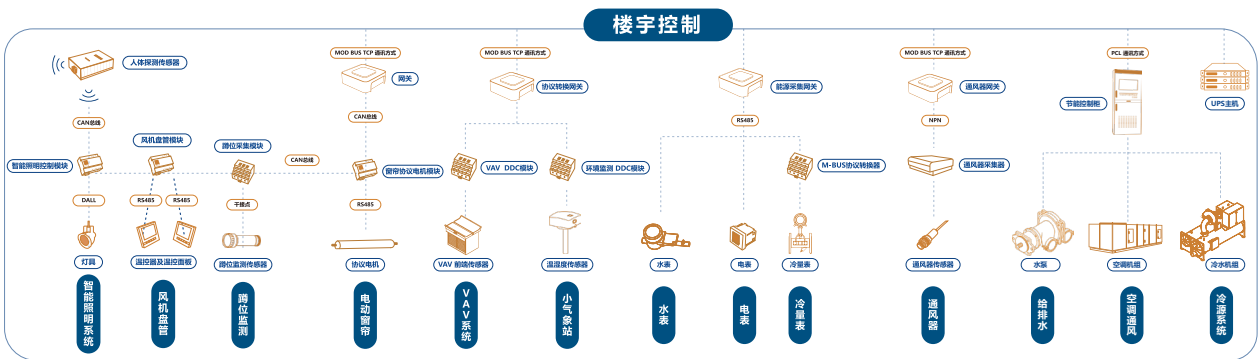 楼宇控制
人体探测传感器
MOD BUS TCP 通讯方式
MOD BUS TCP 通讯方式
MOD BUS TCP 通讯方式
PCL 通讯方式
网关
协议转换网关
能源采集网关
通风器网关
节能控制柜
UPS主机
CAN总线
CAN总线
RS485
NPN
风机盘管模块
蹲位采集模块
CAN总线
智能照明控制模块
窗帘协议电机模块
VAV DDC模块
环境监测 DDC模块
M-BUS协议转换器
通风器采集器
DALL
RS485
RS485
干接点
RS485
灯具
温控器及温控面板
蹲位监测传感器
协议电机
VAV 前端传感器
温湿度传感器
水表
电表
冷量表
通风器传感器
水泵
空调机组
冷水机组
智能照明系统
风机盘管
蹲位监测
电动窗帘
VAV系统
小气象站
水表
电表
冷量表
通风器
给排水
空调通风
冷源系统